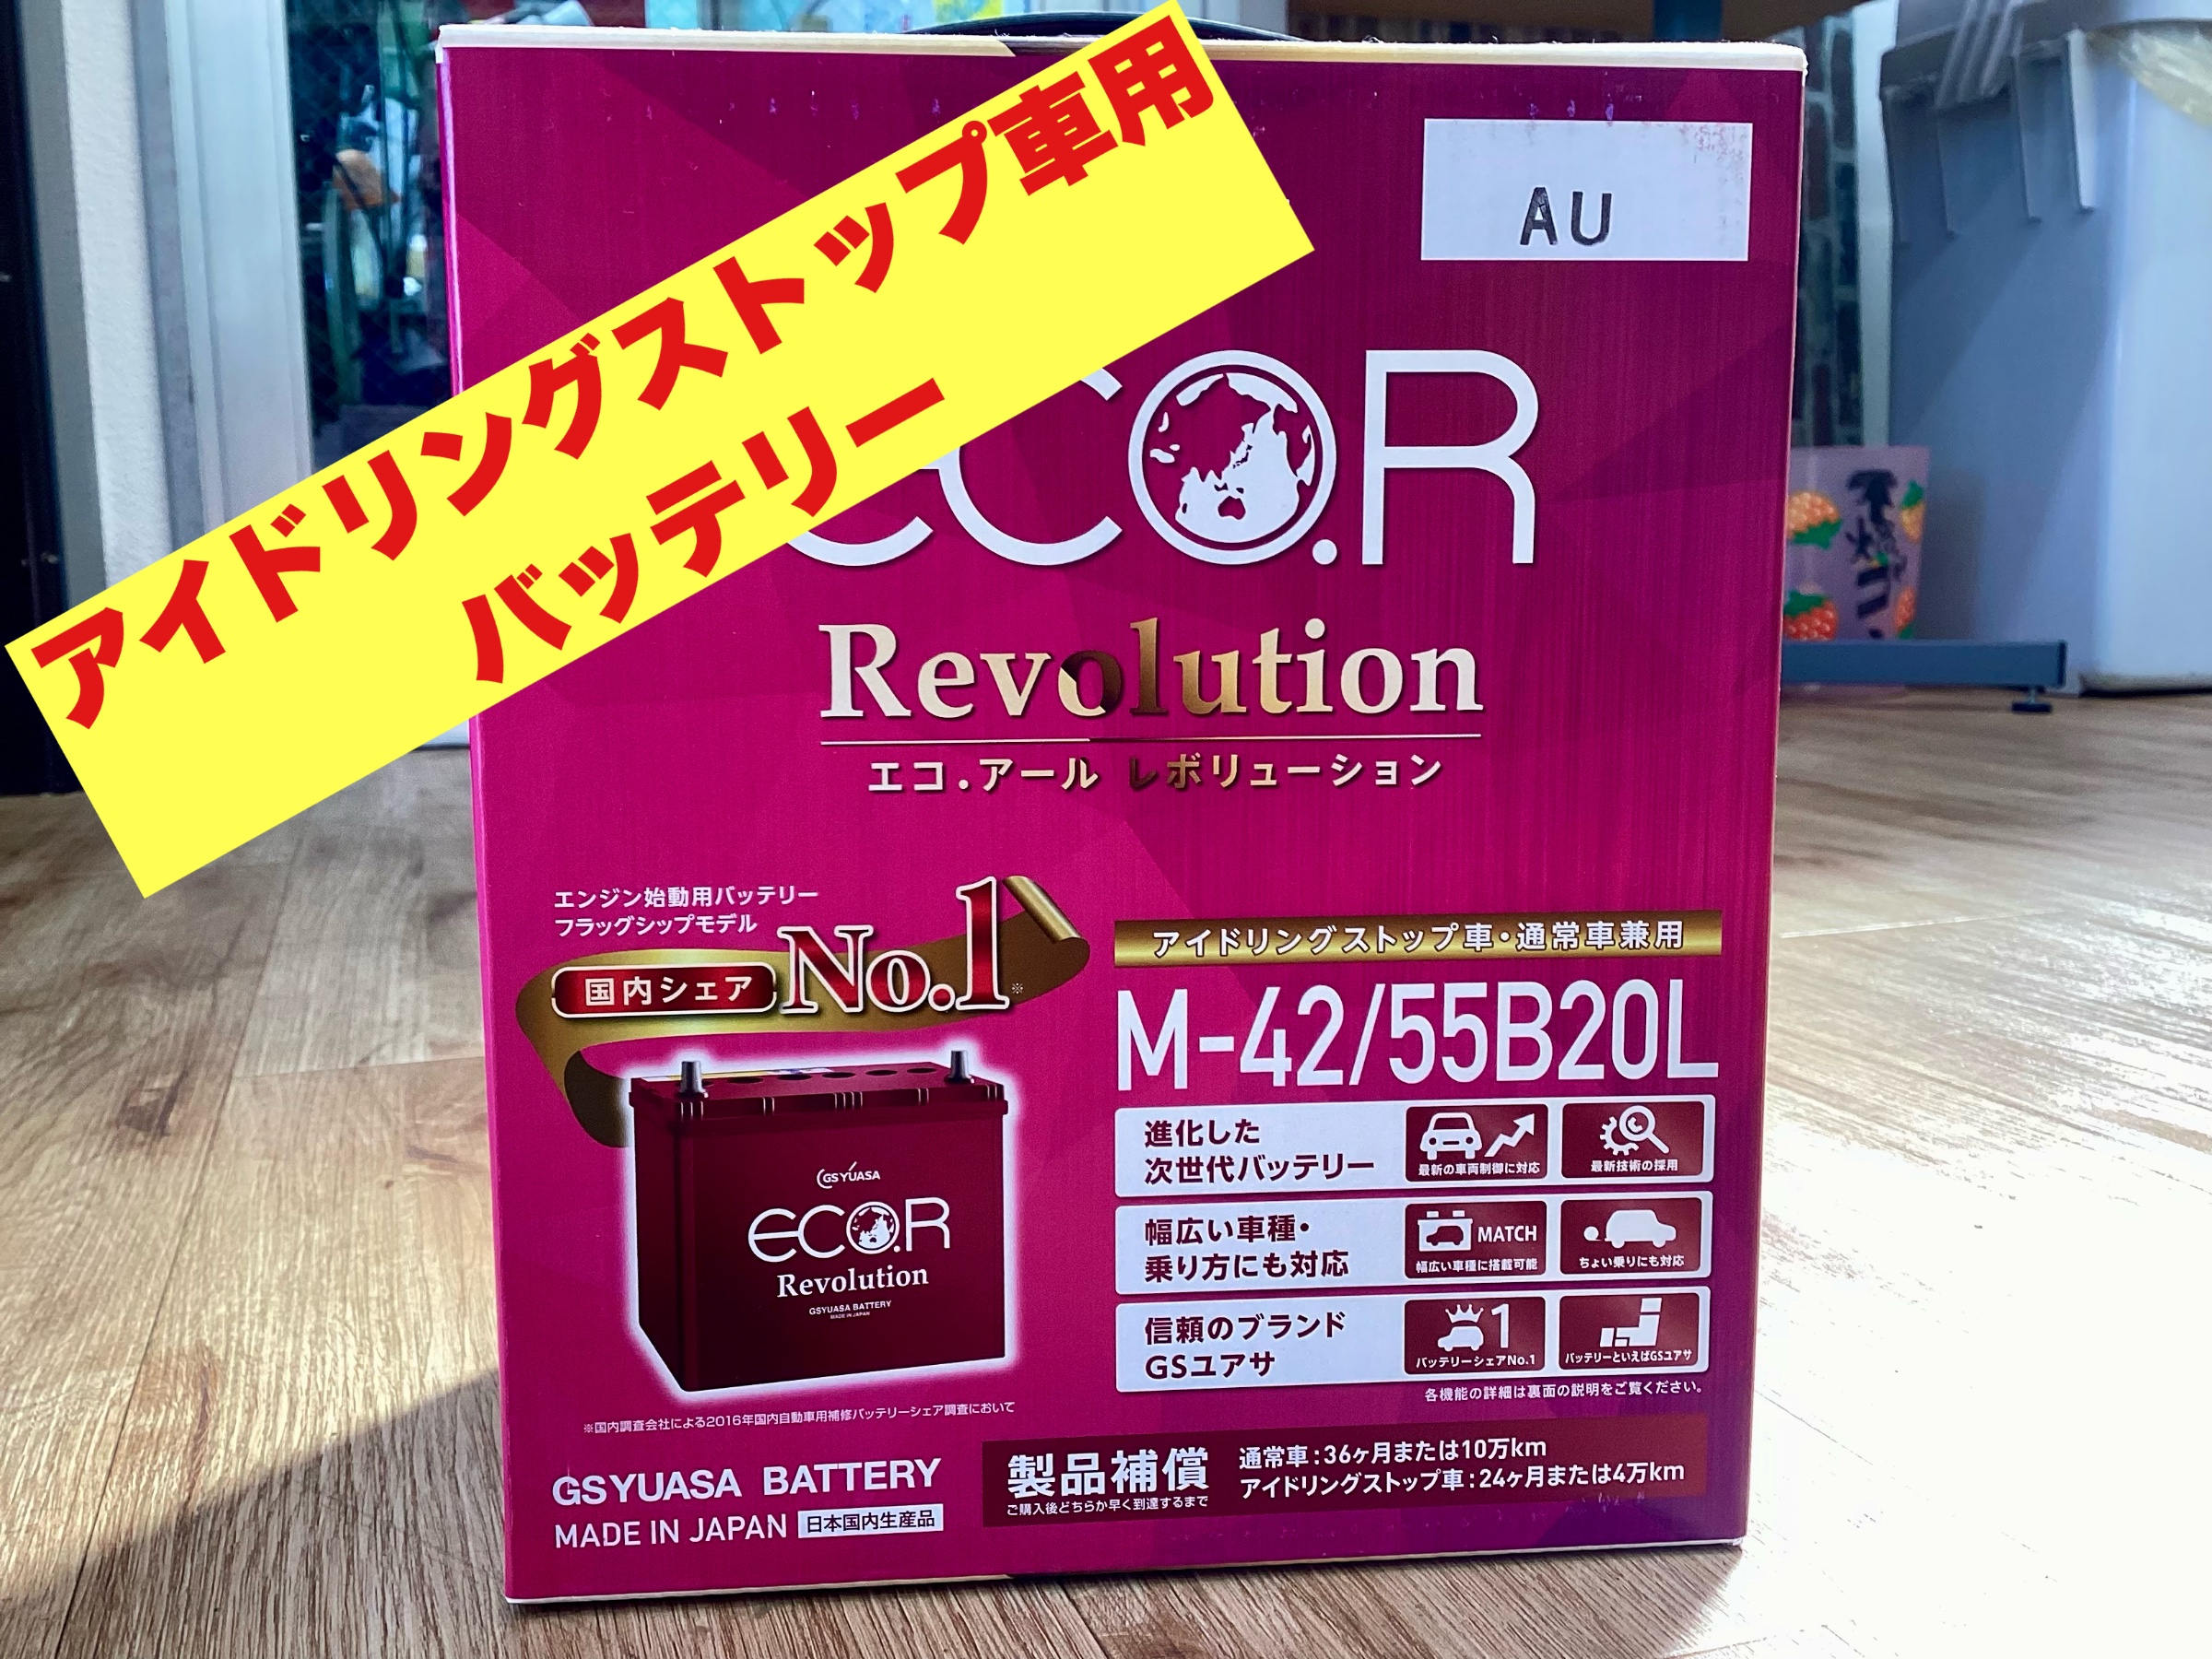 アイドリングストップ車用
バッテリー
AU
eCO.R
Revolution
エコ.アール レボリューション
エンジン始動用バッテリー
フラッグシップモデル
国内シェア No.1※
アイドリングストップ車・通常車兼用
M-42/55B20L
進化した
次世代バッテリー
最新の車両制御に対応
最新技術の採用
幅広い車種・
乗り方にも対応
MATCH
幅広い車種に搭載可能
ちょい乗りにも対応
信頼のブランド
GSユアサ
1
バッテリーシェアNo.1
バッテリーといえばGSユアサ
各機能の詳細は裏面の説明をご覧ください。
GS YUASA
eCO.R
Revolution
GSYUASA BATTERY
MADE IN JAPAN
※国内調査会社による2016年国内自動車用補修バッテリーシェア調査において
GSYUASA BATTERY
MADE IN JAPAN 日本国内生産品
製品補償
ご購入後どちらか早く到達するまで
通常車:36ヶ月または10万km
アイドリングストップ車:24ヶ月または4万km